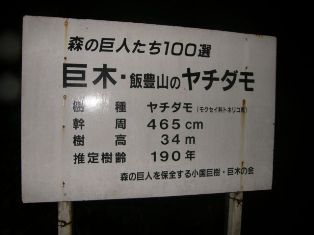 森の巨人たち100選
巨木・飯豊山のヤチダモ
樹 種 ヤチダモ(モクセイ科トネリコ属)
幹 周 465cm
樹 高 34m
推定樹齢 190年
森の巨人を保全する小国巨樹・巨木の会